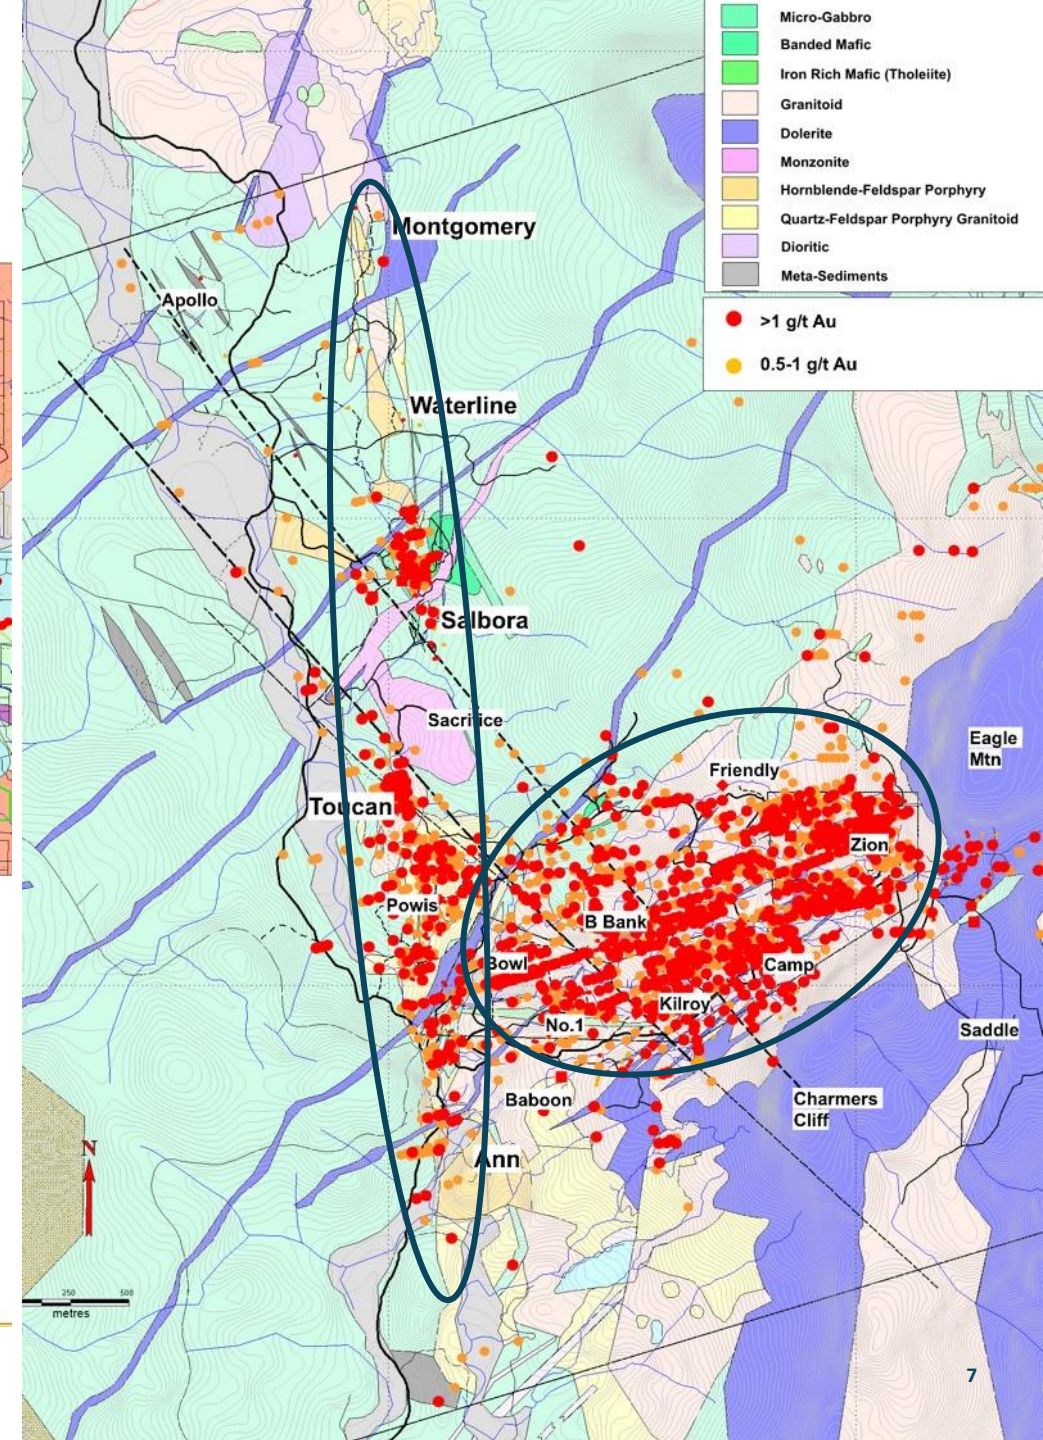 Micro-Gabbro
Banded Mafic
Iron Rich Mafic (Tholeiite)
Granitoid
Dolerite
Monzonite
Hornblende-Feldspar Porphyry
Quartz-Feldspar Porphyry Granitoid
Dioritic
Meta-Sediments
>1 g/t Au
0.5-1 g/t Au
Montgomery
Apollo
Waterline
Salbora
Sacrifice
Eagle
Mtn
Friendly
Toucan
Zion
Powis
B Bank
Bowl
Camp
Kilroy
No.1
Saddle
Baboon
Charmers
Cliff
N
Ann
250 500
metres
7